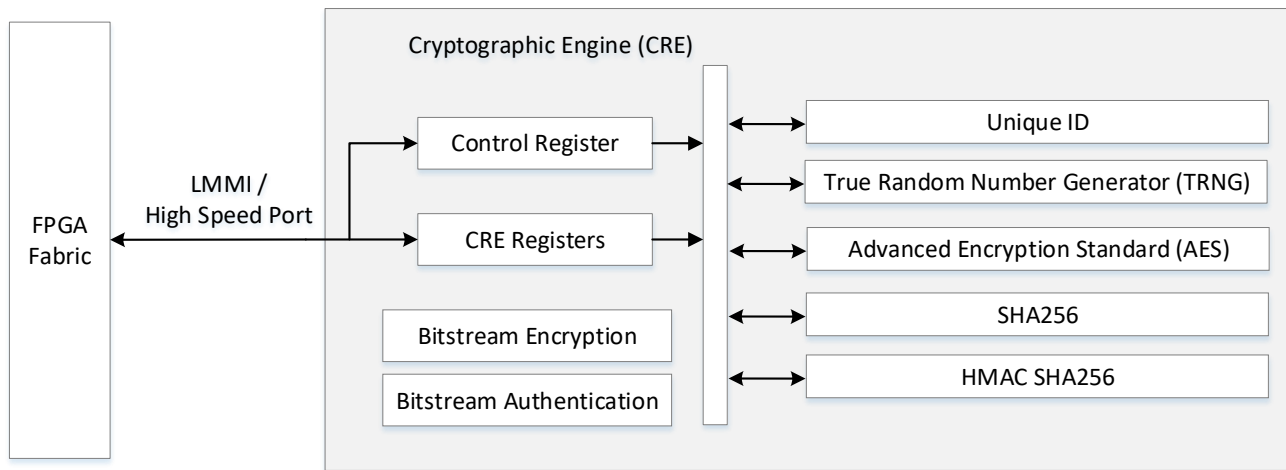 Cryptographic Engine (CRE)
FPGA
Fabric
LMMI /
High Speed Port
Control Register
CRE Registers
Bitstream Encryption
Bitstream Authentication
Unique ID
True Random Number Generator (TRNG)
Advanced Encryption Standard (AES)
SHA256
HMAC SHA256